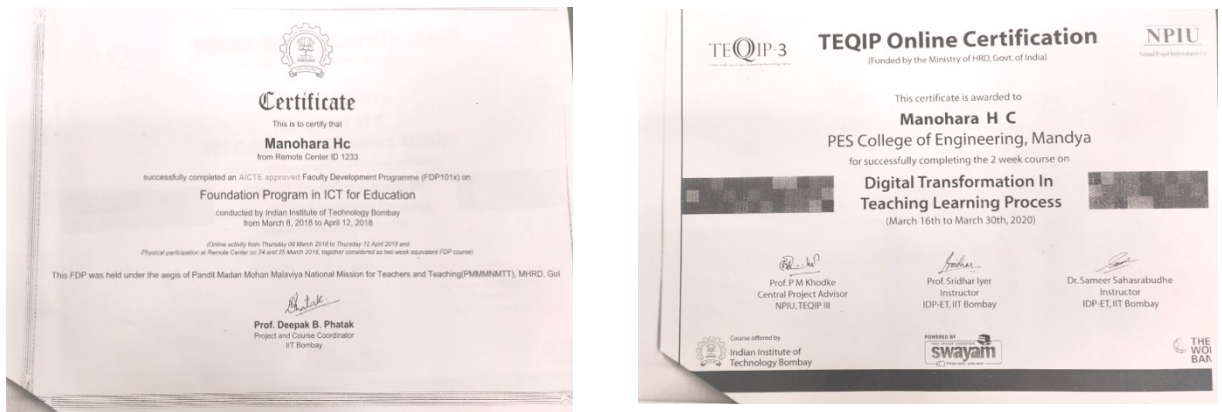 Certificate
This is to certify that
Manohara Hc
from Remote Center ID 1233
successfully completed an AICTE approved Faculty Development Programme (FDP101x) on
Foundation Program in ICT for Education
conducted by Indian Institute of Technology Bombay
from March 8, 2018 to April 12, 2018
(Online activity from Thursday 08 March 2018 to Thursday 12 April 2018 and
Physical participation at Remote Center on 24 and 25 March 2018, together considered as two week equivalent FDP course)
This FDP was held under the aegis of Pandit Madan Mohan Malaviya National Mission for Teachers and Teaching(PMMMNMTT), MHRD, GoI
Phatak
Prof. Deepak B. Phatak
Project and Course Coordinator
IIT Bombay
TEQIP-3
TEQIP Online Certification
(Funded by the Ministry of HRD, Govt. of India)
NPIU
This certificate is awarded to
Manohara H C
PES College of Engineering, Mandya
for successfully completing the 2 week course on
Digital Transformation In
Teaching Learning Process
(March 16th to March 30th, 2020)
Prof. P M Khodke
Central Project Advisor
NPIU, TEQIP III
Prof. Sridhar Iyer
Instructor
IDP-ET, IIT Bombay
Dr. Sameer Sahasrabudhe
Instructor
IDP-ET, IIT Bombay
Course offered by
Indian Institute of
Technology Bombay
POWERED BY
swayam
THE
WOR
BAN